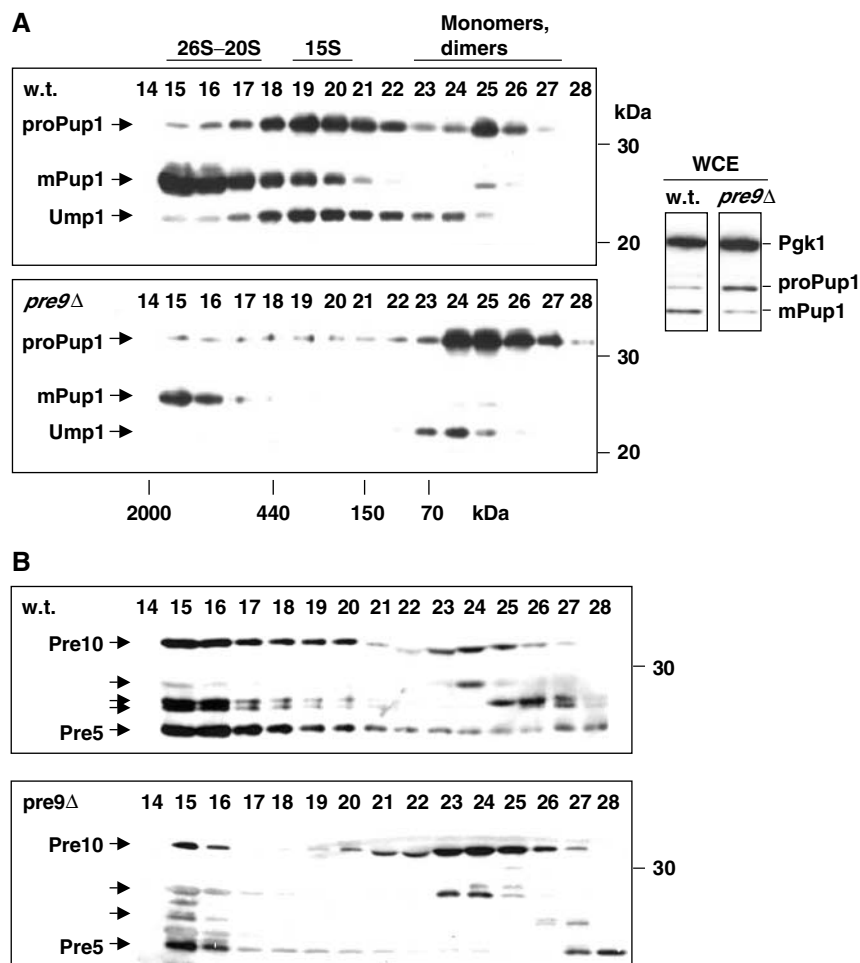 A
26S–20S 15S Monomers, dimers
w.t. 14 15 16 17 18 19 20 21 22 23 24 25 26 27 28
kDa
proPup1
30
mPup1
Ump1
20
WCE
w.t. pre9Δ
Pgk1
proPup1
mPup1
pre9Δ 14 15 16 17 18 19 20 21 22 23 24 25 26 27 28
proPup1
30
mPup1
Ump1
20
2000 440 150 70 kDa
B
w.t. 14 15 16 17 18 19 20 21 22 23 24 25 26 27 28
Pre10
30
Pre5
pre9Δ 14 15 16 17 18 19 20 21 22 23 24 25 26 27 28
Pre10
30
Pre5